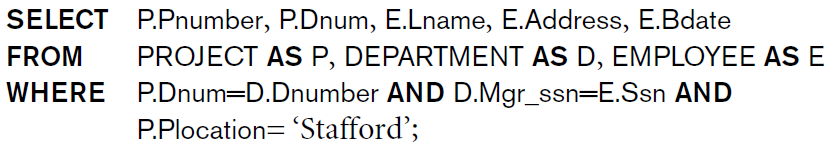 SELECT P.Pnumber, P.Dnum, E.Lname, E.Address, E.Bdate
FROM PROJECT AS P, DEPARTMENT AS D, EMPLOYEE AS E
WHERE P.Dnum=D.Dnumber AND D.Mgr_ssn=E.Ssn AND
P.Plocation= ‘Stafford’;